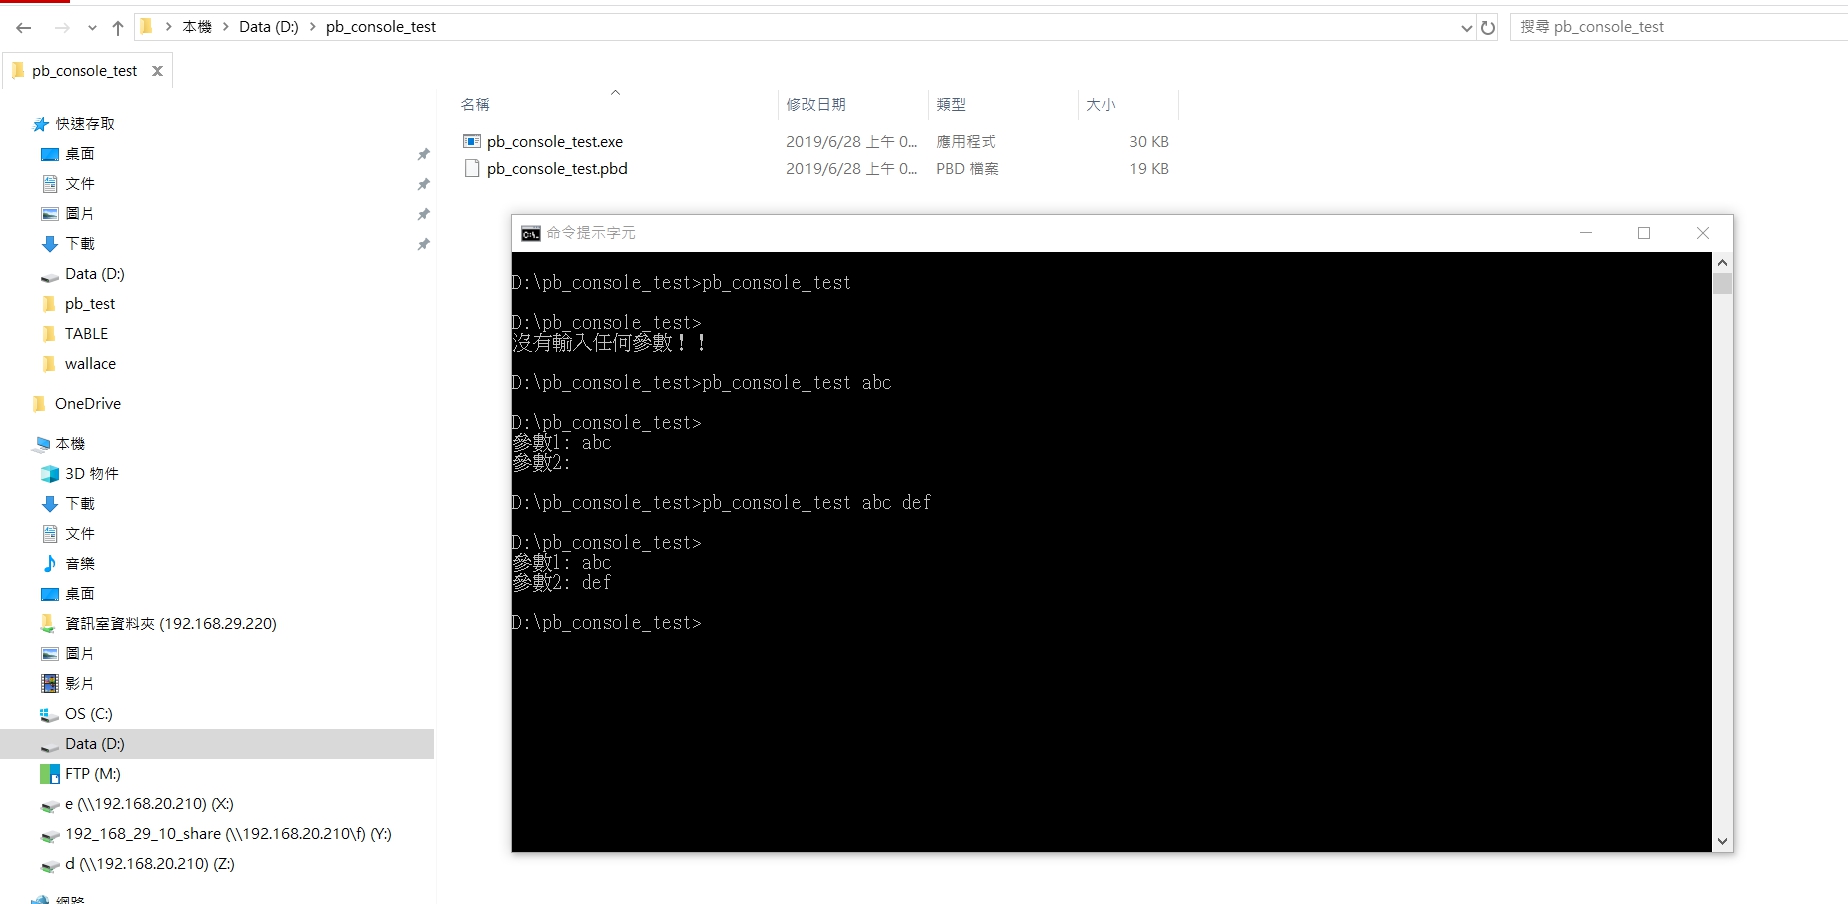 本機 Data (D:) pb_console_test
搜尋 pb_console_test
pb_console_test
名稱 修改日期 類型 大小
pb_console_test.exe 2019/6/28 上午 0... 應用程式 30 KB
pb_console_test.pbd 2019/6/28 上午 0... PBD 檔案 19 KB
快速存取
桌面
文件
圖片
下載
Data (D:)
pb_test
TABLE
wallace
OneDrive
本機
3D 物件
下載
文件
音樂
桌面
資訊室資料夾 (192.168.29.220)
圖片
影片
OS (C:)
Data (D:)
FTP (M:)
e (\\192.168.20.210) (X:)
192_168_29_10_share (\\192.168.20.210\f) (Y:)
d (\\192.168.20.210) (Z:)
網路
命令提示字元
D:\pb_console_test>pb_console_test
D:\pb_console_test>
沒有輸入任何參數！！
D:\pb_console_test>pb_console_test abc
D:\pb_console_test>
參數1: abc
參數2:
D:\pb_console_test>pb_console_test abc def
D:\pb_console_test>
參數1: abc
參數2: def
D:\pb_console_test>